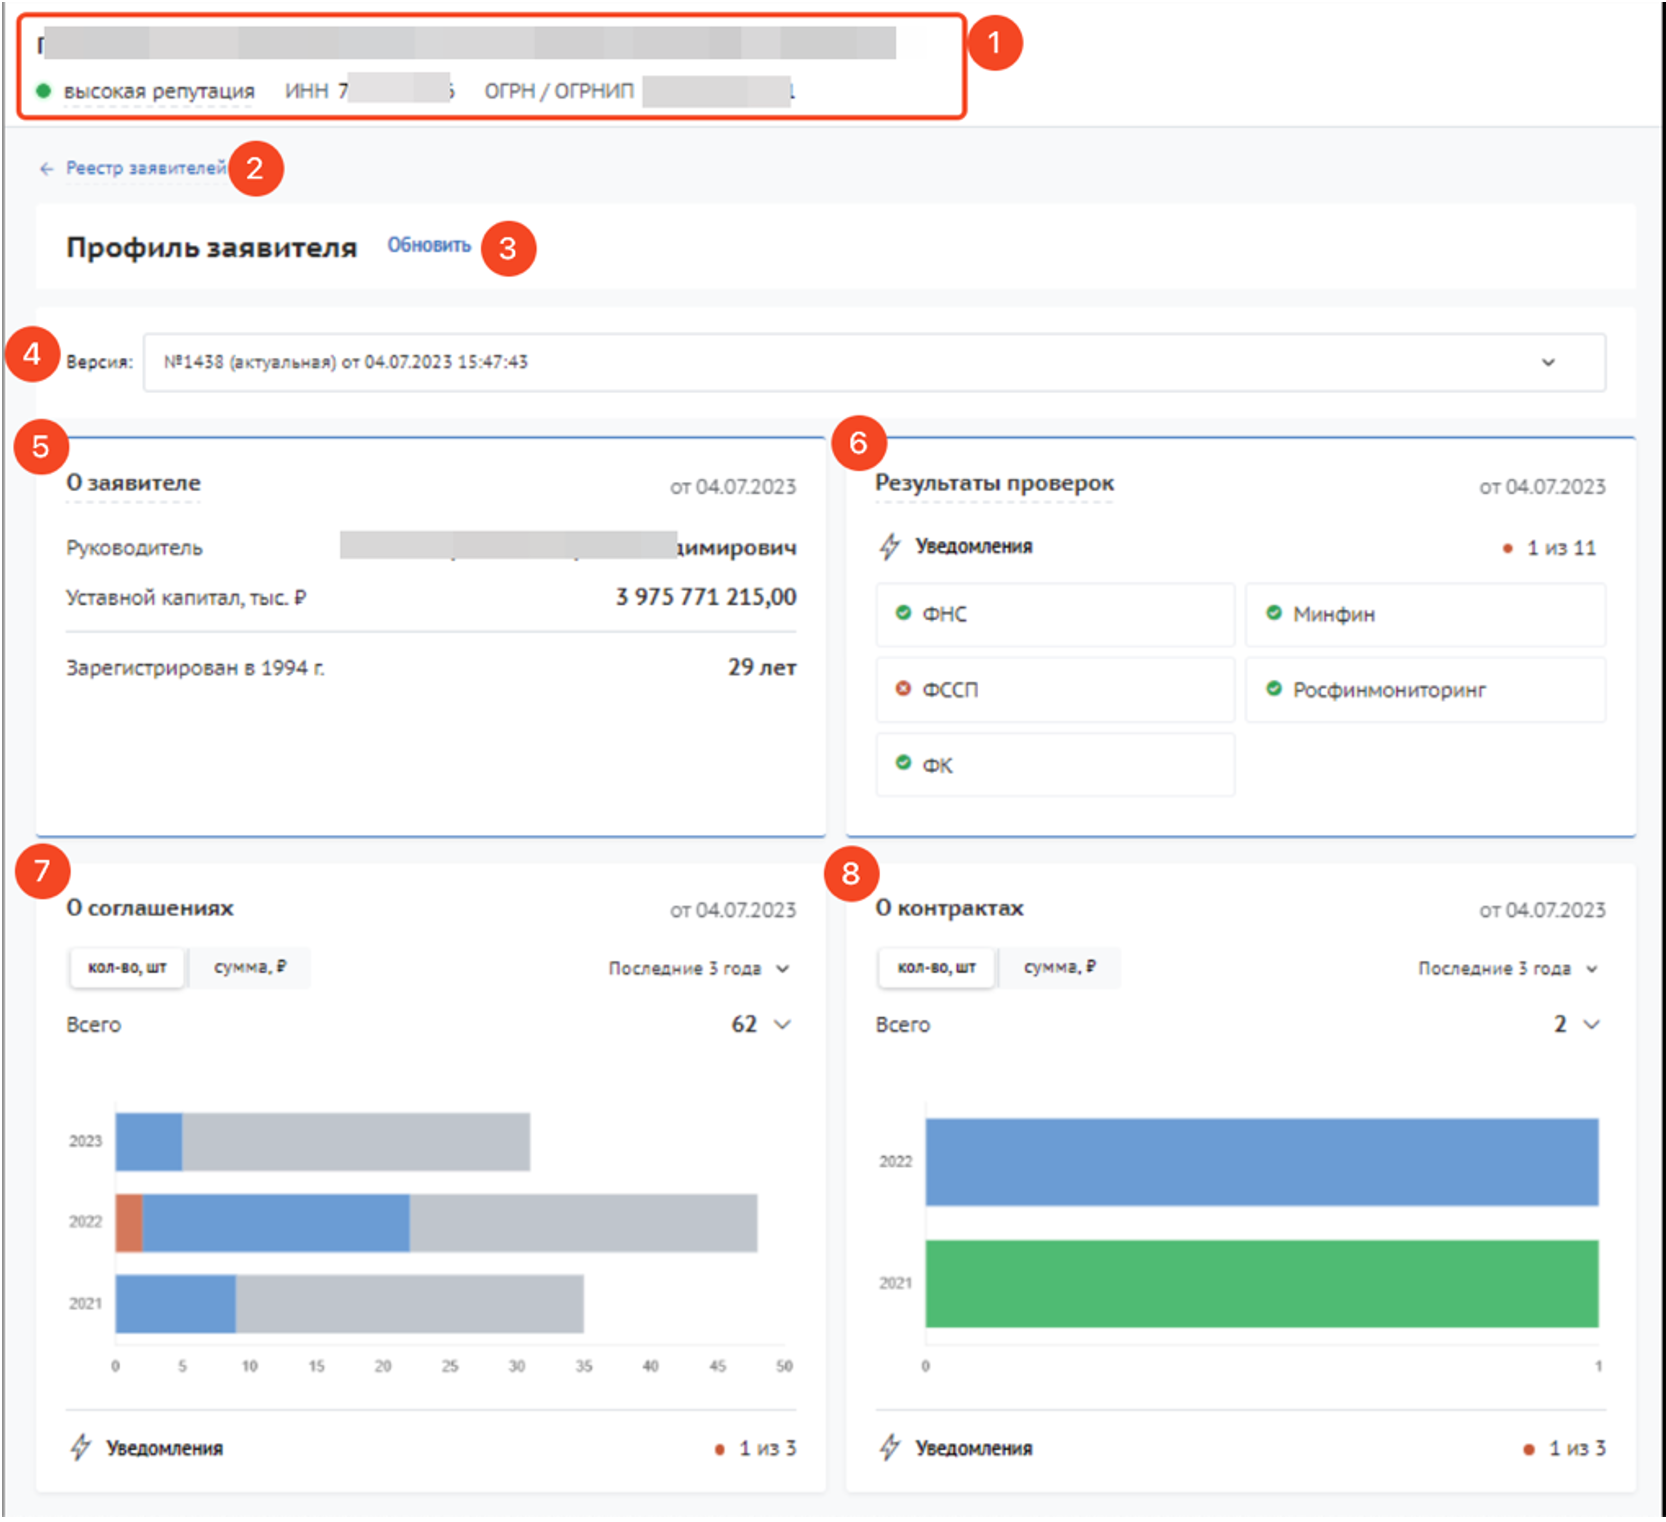 1
высокая репутация ИНН 7 ОГРН / ОГРНИП
← Реестр заявителей 2
Профиль заявителя Обновить 3
4 Версия: №1438 (актуальная) от 04.07.2023 15:47:43
5
О заявителе от 04.07.2023
Руководитель димирович
Уставной капитал, тыс. ₽ 3 975 771 215,00
Зарегистрирован в 1994 г. 29 лет
6
Результаты проверок от 04.07.2023
Уведомления 1 из 11
ФНС Минфин
ФССП Росфинмониторинг
ФК
7
О соглашениях от 04.07.2023
кол-во, шт сумма, ₽ Последние 3 года
Всего 62
2023
2022
2021
0 5 10 15 20 25 30 35 40 45 50
Уведомления 1 из 3
8
О контрактах от 04.07.2023
кол-во, шт сумма, ₽ Последние 3 года
Всего 2
2022
2021
0 1
Уведомления 1 из 3